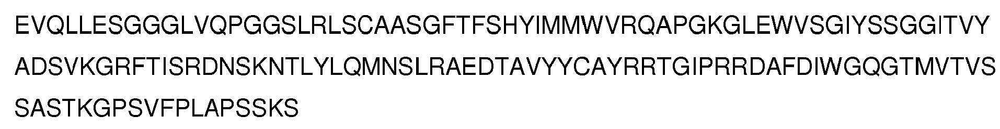 EVQLLESGGGLVQPGGSLRLSCAASGFTFSHYIMMWVRQAPGKGLEWVSGIYSSGGITVY
ADSVKGRFTISRDNSKNTLYLQMNSLRAEDTAVYYCAYRRTGIPRRDAFDIWGQGTMVTVS
SASTKGPSVFPLAPSSKS